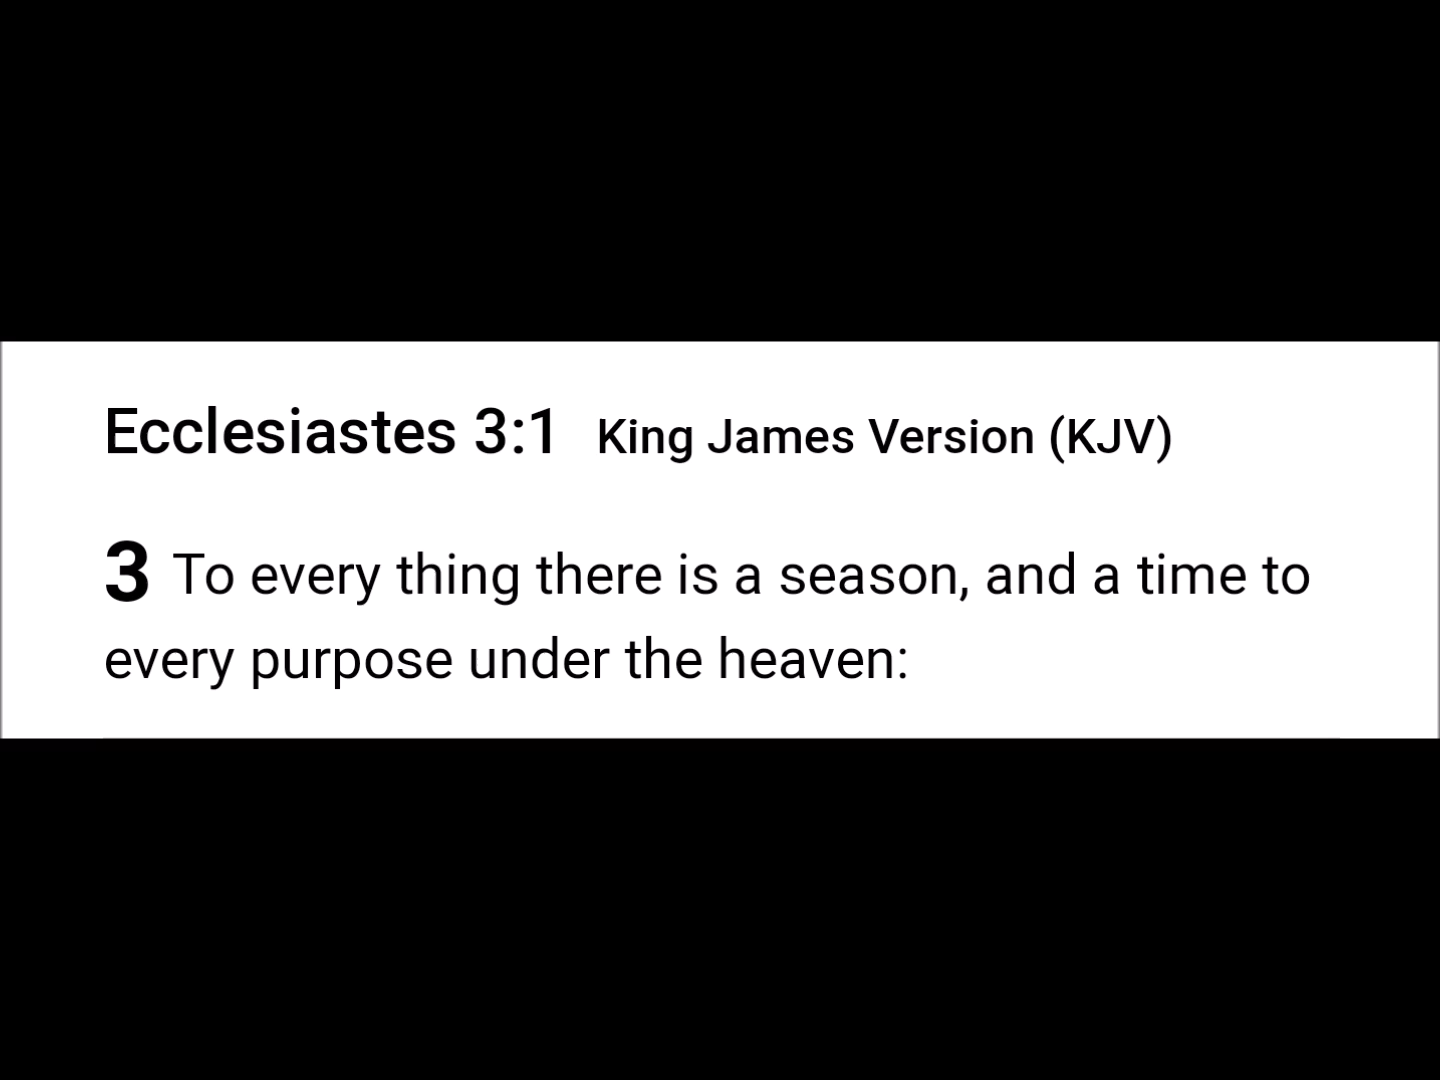 Ecclesiastes 3:1 King James Version (KJV)
3 To every thing there is a season, and a time to
every purpose under the heaven: